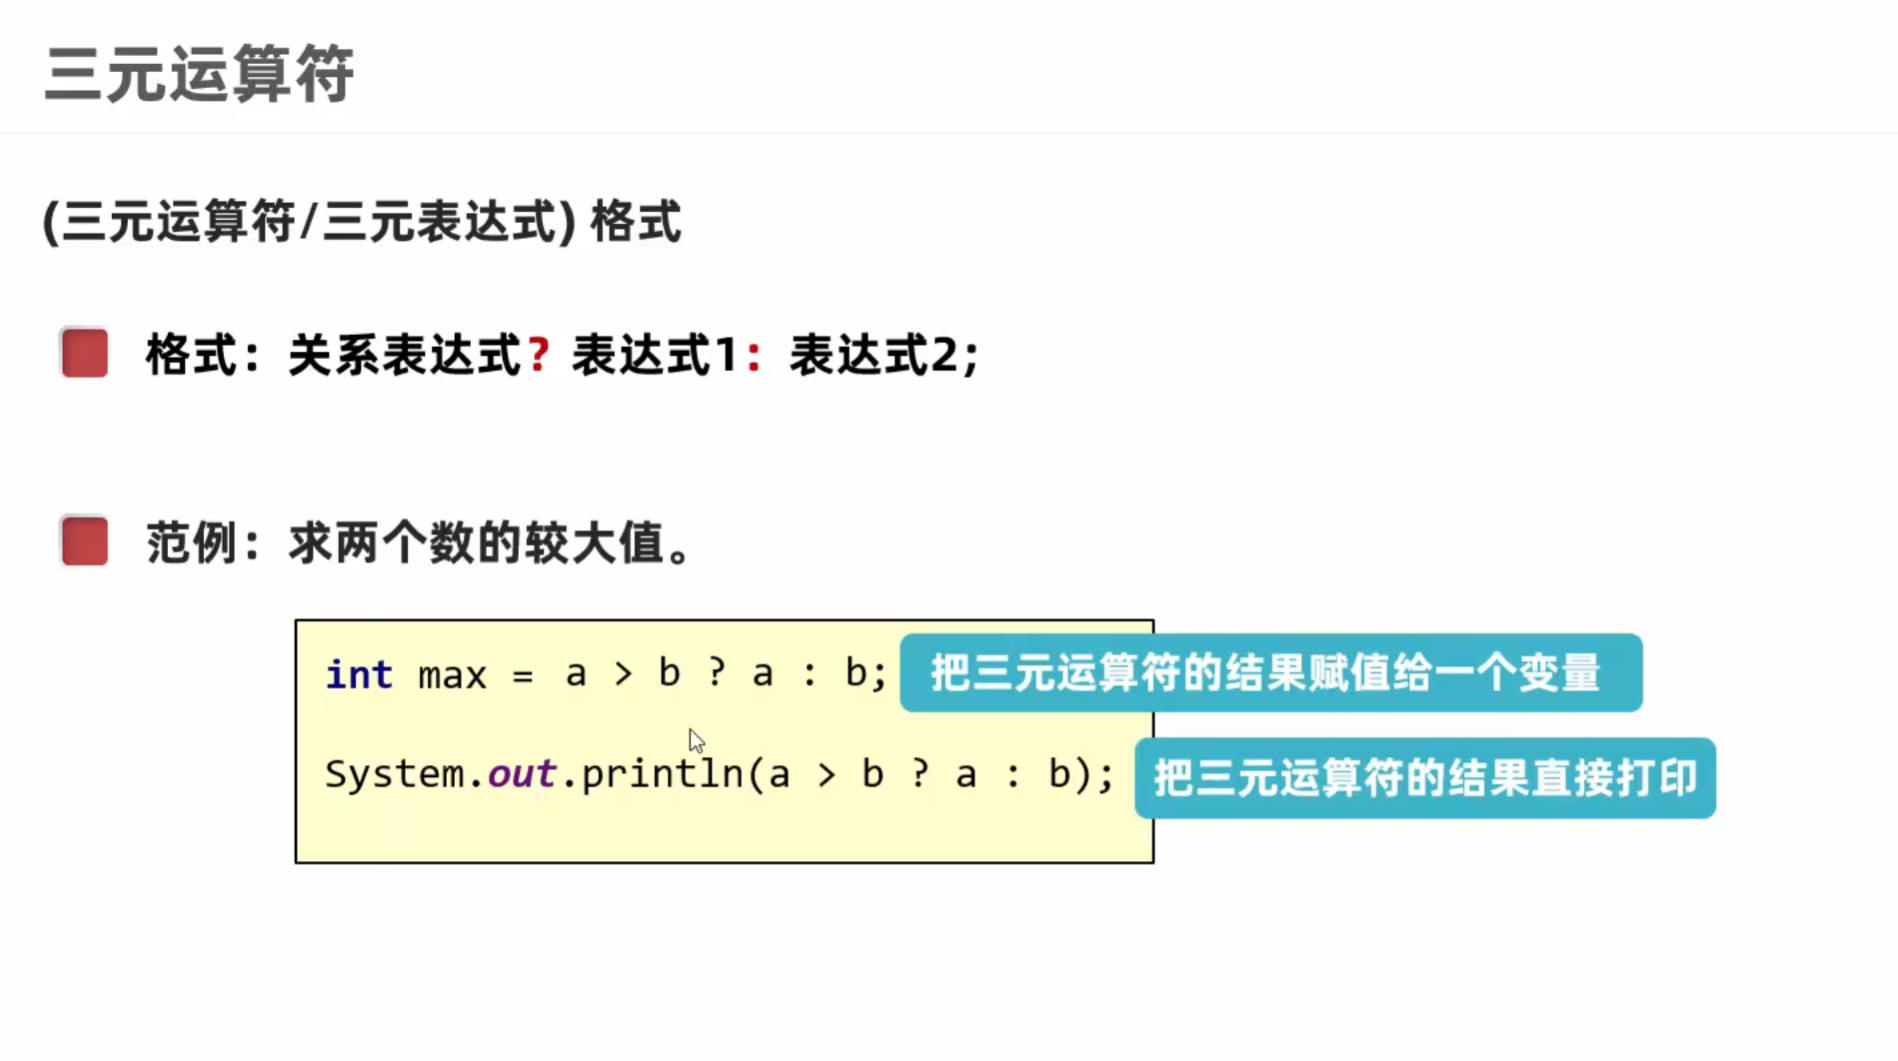 三元运算符
(三元运算符/三元表达式) 格式
格式：关系表达式？表达式1：表达式2；
范例：求两个数的较大值。
int max = a > b ? a : b;
把三元运算符的结果赋值给一个变量
System.out.println(a > b ? a : b);
把三元运算符的结果直接打印